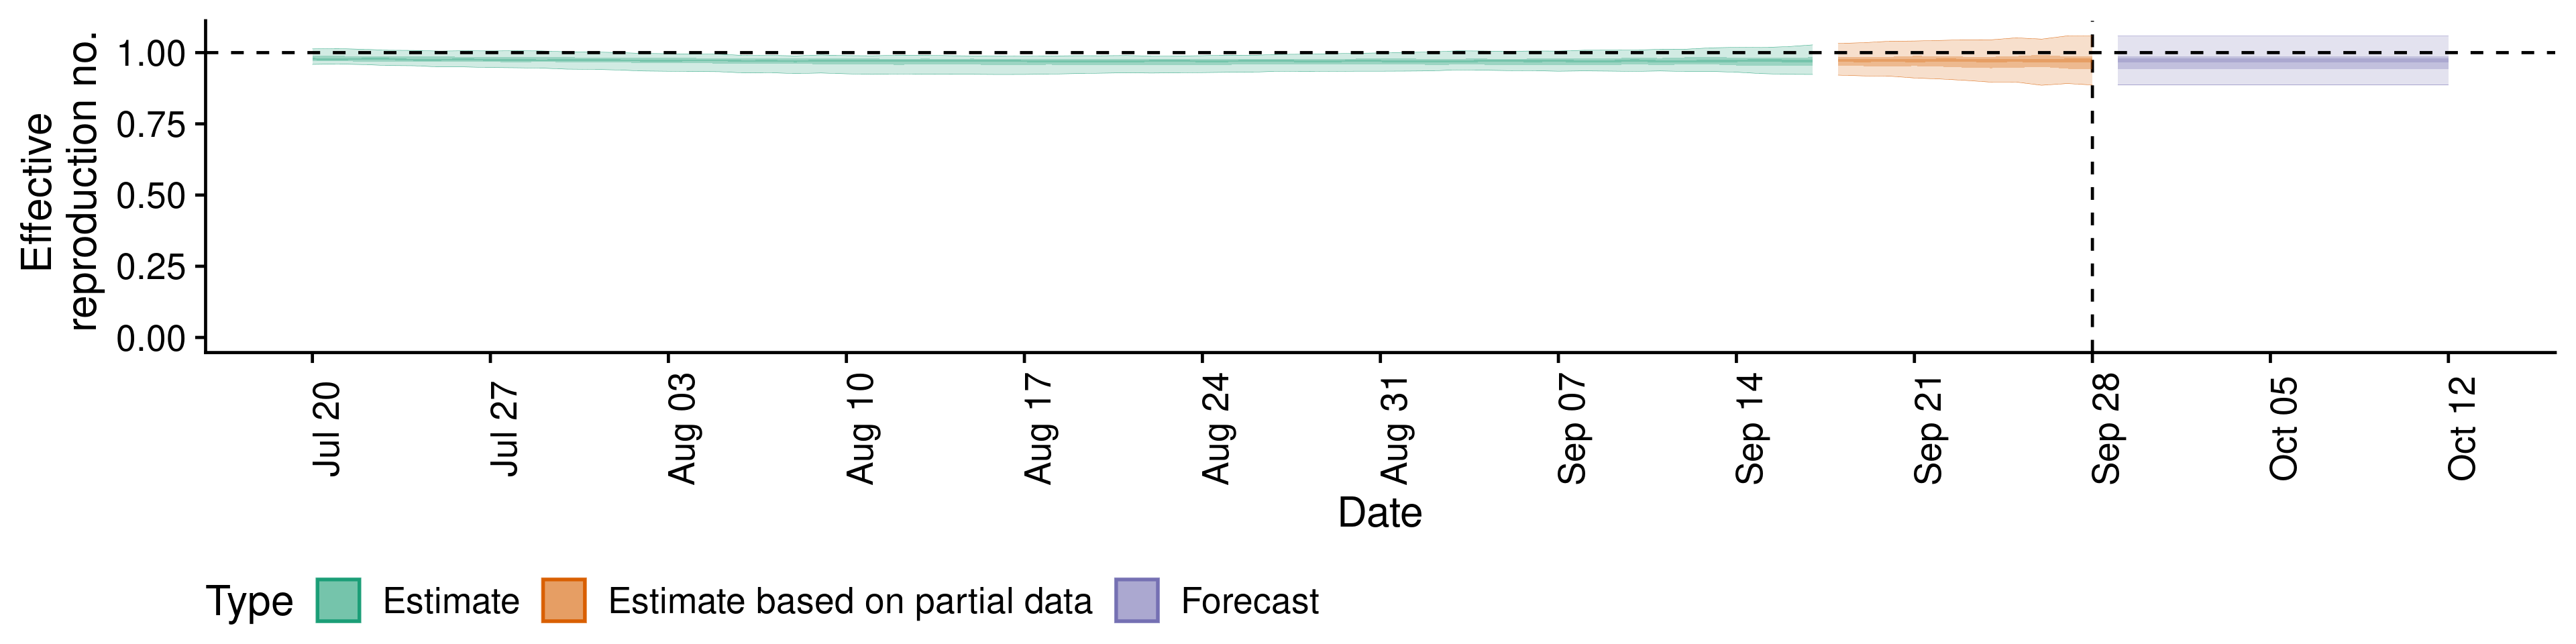 Effective
reproduction no.
1.00
0.75
0.50
0.25
0.00
Jul 20
Jul 27
Aug 03
Aug 10
Aug 17
Aug 24
Aug 31
Sep 07
Sep 14
Sep 21
Sep 28
Oct 05
Oct 12
Date
Type Estimate Estimate based on partial data Forecast